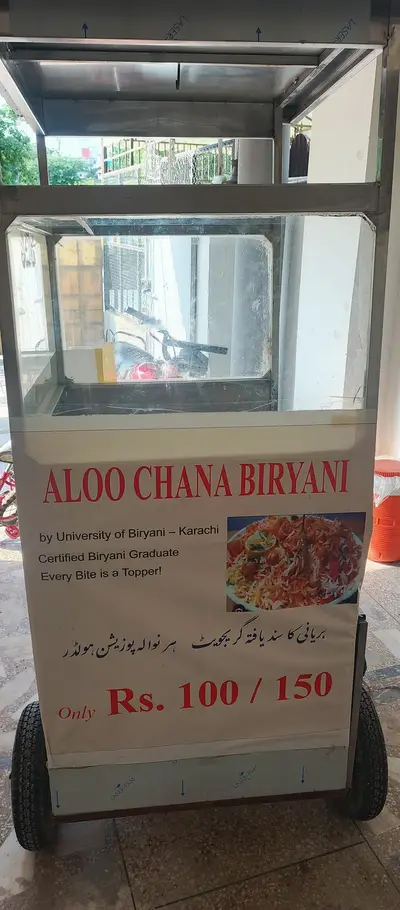 ALOO CHANA BIRYANI
by University of Biryani – Karachi
Certified Biryani Graduate
Every Bite is a Topper!
بریانی کا سند یافتہ گریجویٹ ہر نوالہ پوزیشن ہولڈر
Only Rs. 100 / 150